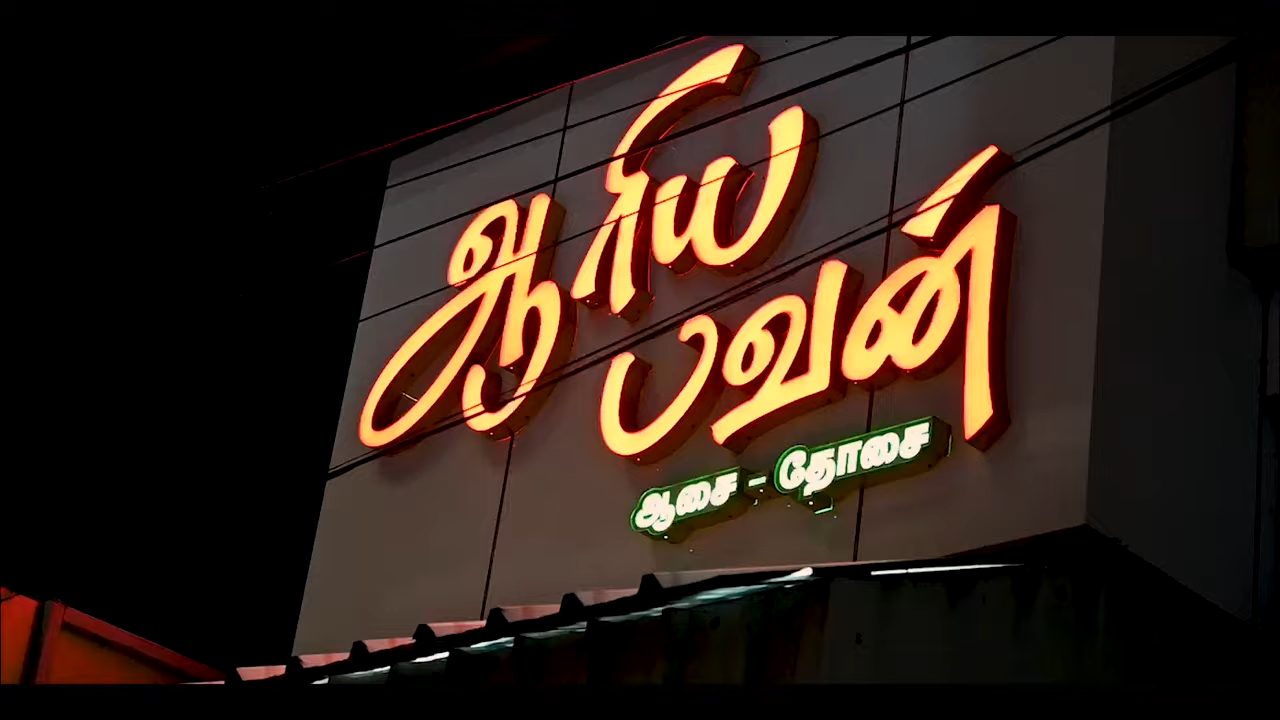 ஆரிய
பவன்
ஆசை - தோசை